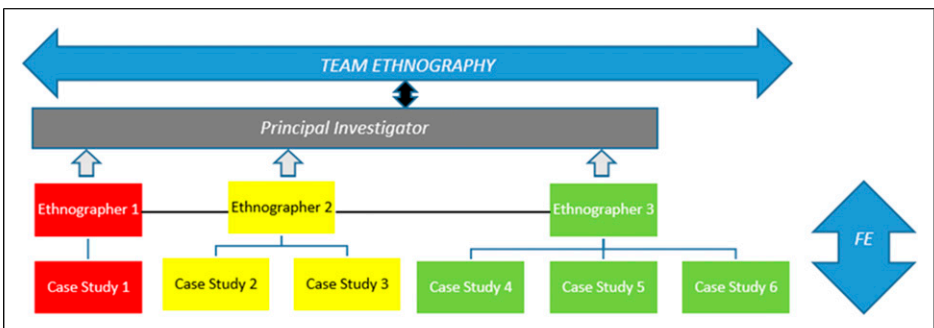 TEAM ETHNOGRAPHY
Principal Investigator
Ethnographer 1
Ethnographer 2
Ethnographer 3
FE
Case Study 1
Case Study 2
Case Study 3
Case Study 4
Case Study 5
Case Study 6